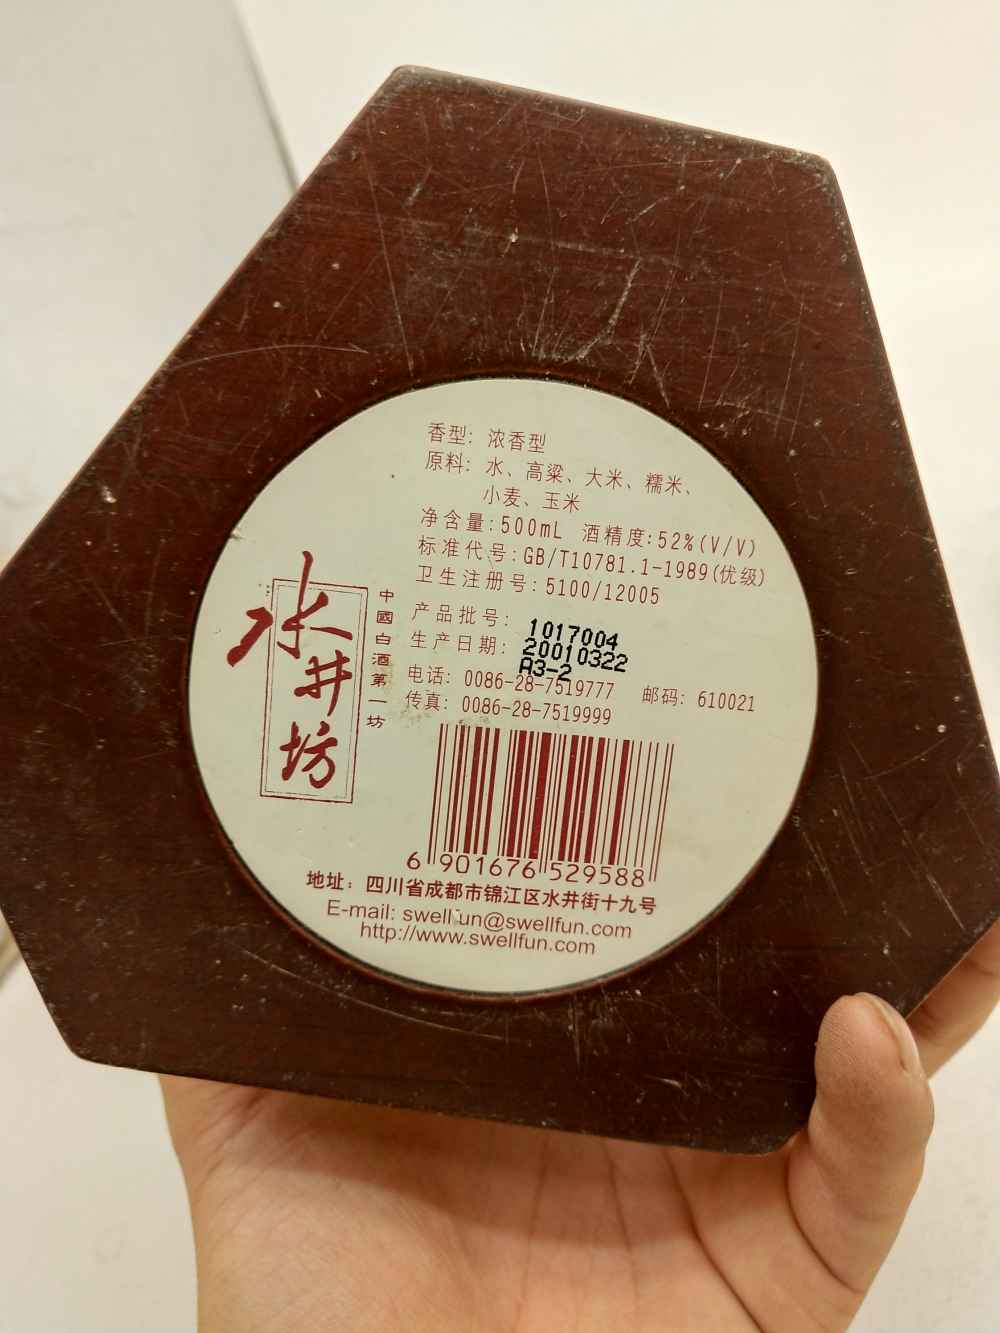 香型：浓香型
原料：水、高粱、大米、糯米、
小麦、玉米
净含量:500mL 酒精度:52%(V/V)
标准代号:GB/T10781.1-1989(优级)
卫生注册号:5100/12005
产品批号: 1017004
生产日期: 20010322
A3-2
电话: 0086-28-7519777 邮码: 610021
传真: 0086-28-7519999
水井坊
中國白酒第一坊
6 901676 529588
地址：四川省成都市锦江区水井街十九号
E-mail: swellfun@swellfun.com
http://www.swellfun.com